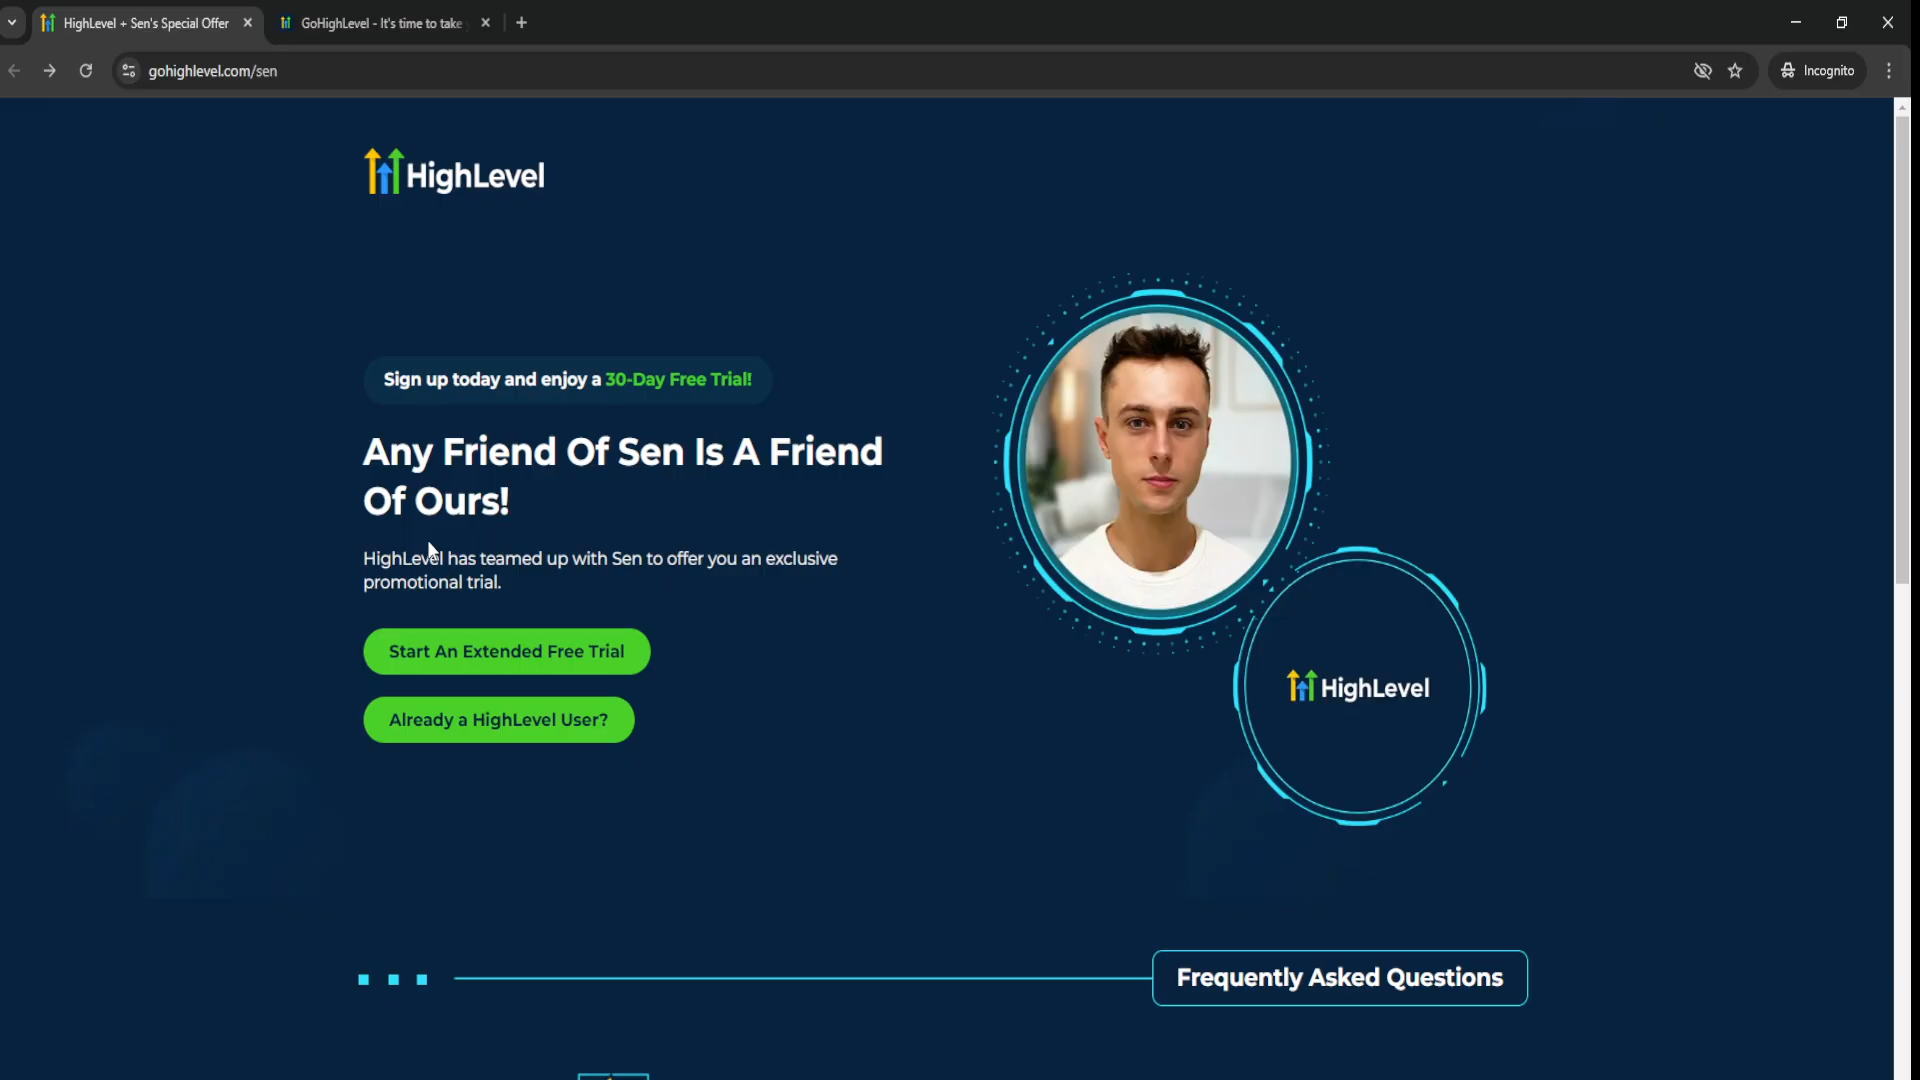 HighLevel + Sen's Special Offer
GoHighLevel - It's time to take
gohighlevel.com/sen
Incognito
HighLevel
Sign up today and enjoy a 30-Day Free Trial!
Any Friend Of Sen Is A Friend
Of Ours!
HighLevel has teamed up with Sen to offer you an exclusive
promotional trial.
Start An Extended Free Trial
Already a HighLevel User?
HighLevel
Frequently Asked Questions